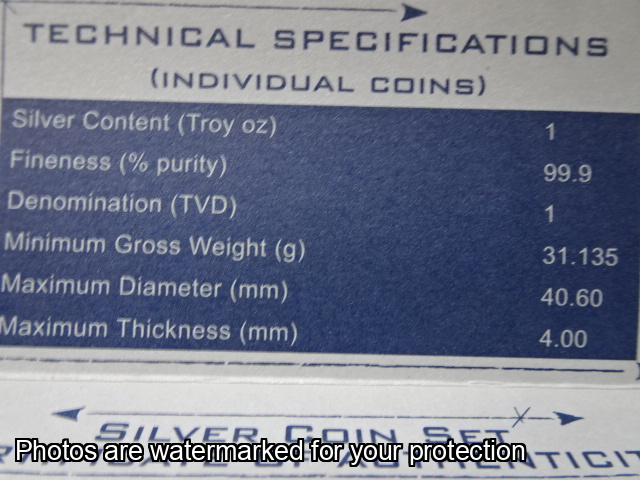 TECHNICAL SPECIFICATIONS
(INDIVIDUAL COINS)
Silver Content (Troy oz) 1
Fineness (% purity) 99.9
Denomination (TVD) 1
Minimum Gross Weight (g) 31.135
Maximum Diameter (mm) 40.60
Maximum Thickness (mm) 4.00
SILVER COIN SET
Photos are watermarked for your protection